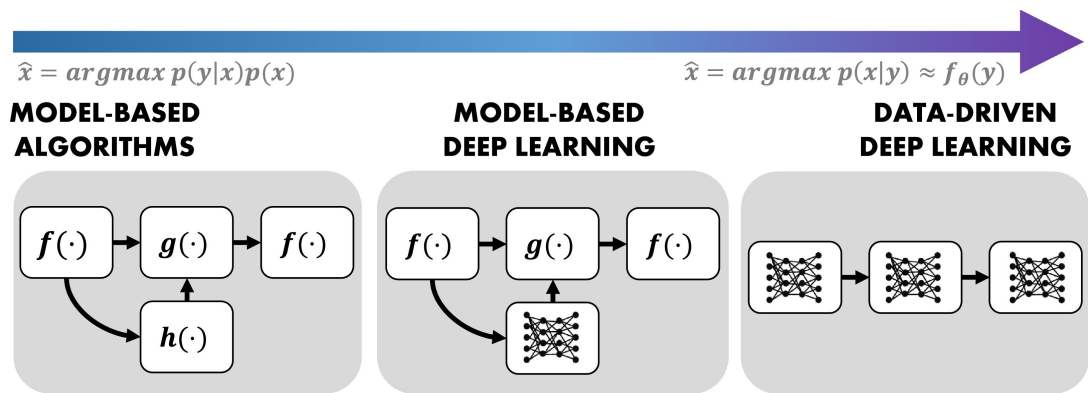 x̂ = argmax p(y|x)p(x)
x̂ = argmax p(x|y) ≈ f_θ(y)
MODEL-BASED
ALGORITHMS
MODEL-BASED
DEEP LEARNING
DATA-DRIVEN
DEEP LEARNING
f(·)
g(·)
f(·)
h(·)
f(·)
g(·)
f(·)